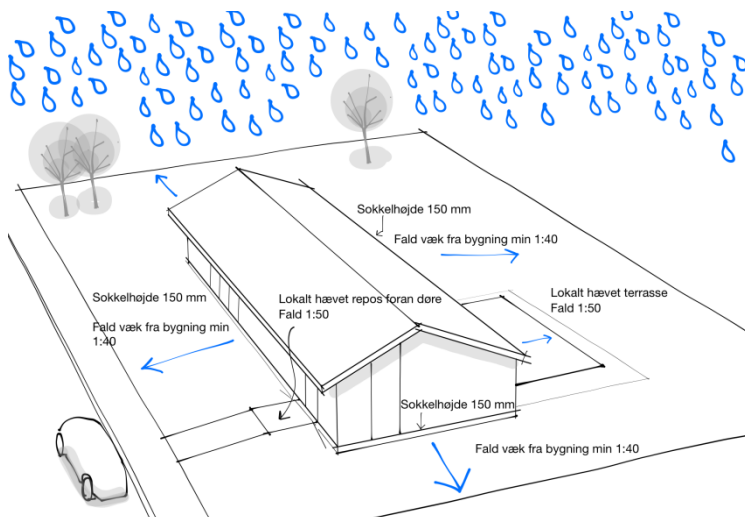 Sokkelhøjde 150 mm
Fald væk fra bygning min 1:40
Sokkelhøjde 150 mm
Fald væk fra bygning min
1:40
Lokalt hævet repos foran døre
Fald 1:50
Lokalt hævet terrasse
Fald 1:50
Sokkelhøjde 150 mm
Fald væk fra bygning min 1:40